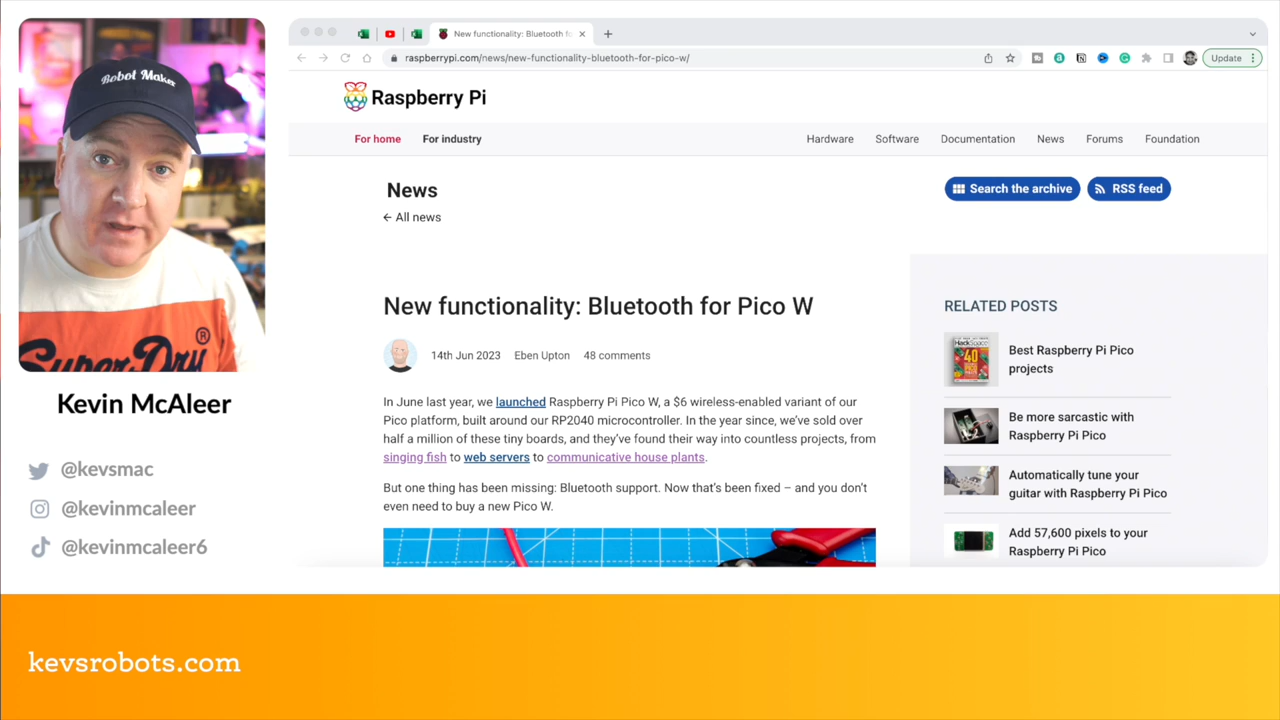 Robot Maker
SuperDry®
Kevin McAleer
@kevsmac
@kevinmcaleer
@kevinmcaleer6
New functionality: Bluetooth fo
raspberrypi.com/news/new-functionality-bluetooth-for-pico-w/
Update
Raspberry Pi
For home For industry Hardware Software Documentation News Forums Foundation
News
Search the archive RSS feed
← All news
New functionality: Bluetooth for Pico W
14th Jun 2023 Eben Upton 48 comments
In June last year, we launched Raspberry Pi Pico W, a $6 wireless-enabled variant of our
Pico platform, built around our RP2040 microcontroller. In the year since, we've sold over
half a million of these tiny boards, and they've found their way into countless projects, from
singing fish to web servers to communicative house plants.
But one thing has been missing: Bluetooth support. Now that's been fixed – and you don't
even need to buy a new Pico W.
RELATED POSTS
HackSpace
40
Best Raspberry Pi Pico
projects
Be more sarcastic with
Raspberry Pi Pico
Automatically tune your
guitar with Raspberry Pi Pico
Add 57,600 pixels to your
Raspberry Pi Pico
kevsrobots.com